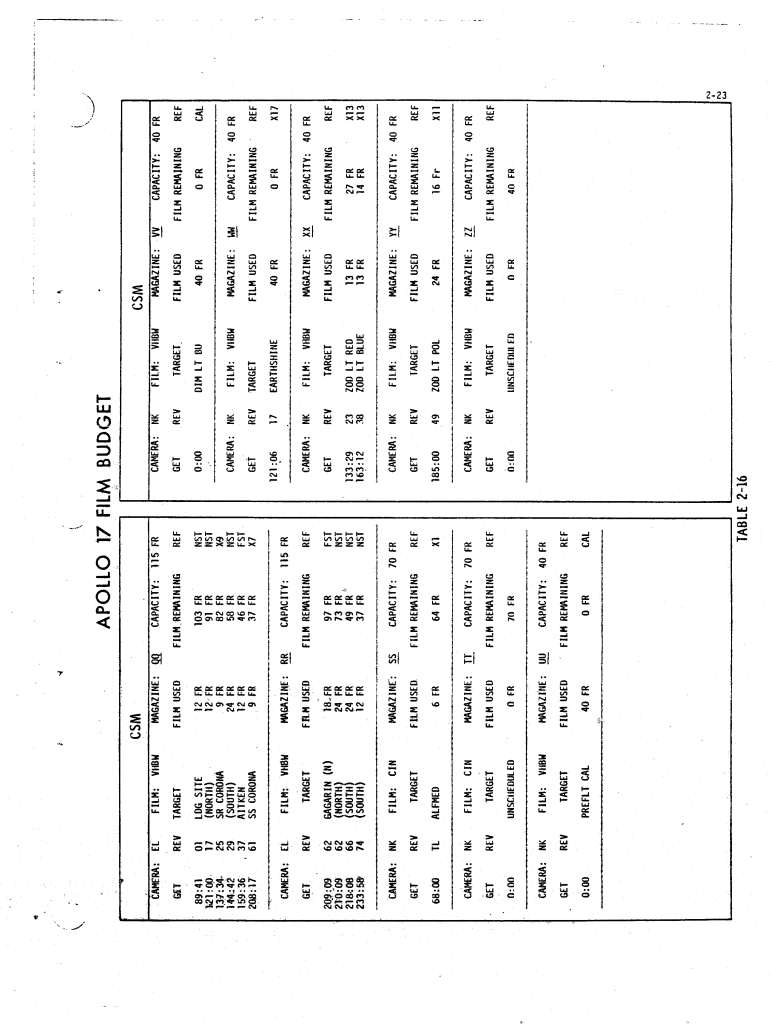 2-23
APOLLO 17 FILM BUDGET
CSM
CAMERA: EL FILM: VHBW MAGAZINE: QQ CAPACITY: 115 FR
GET REV TARGET FILM USED FILM REMAINING REF
89:41 01 LDG SITE 12 FR 103 FR NST
121:00 17 (NORTH) 12 FR 91 FR NST
137:34 25 SR CORONA 9 FR 82 FR X9
144:42 29 (SOUTH) 24 FR 58 FR NST
159:36 37 AITKEN 12 FR 46 FR FST
208:17 61 SS CORONA 9 FR 37 FR X7
CAMERA: EL FILM: VHBW MAGAZINE: RR CAPACITY: 115 FR
GET REV TARGET FILM USED FILM REMAINING REF
209:09 62 GAGARIN (N) 18 FR 97 FR FST
210:09 62 (NORTH) 24 FR 73 FR NST
218:08 66 (SOUTH) 24 FR 49 FR NST
233:58 74 (SOUTH) 12 FR 37 FR NST
CAMERA: NK FILM: CIN MAGAZINE: SS CAPACITY: 70 FR
GET REV TARGET FILM USED FILM REMAINING REF
68:00 TL ALFMED 6 FR 64 FR X1
CAMERA: NK FILM: CIN MAGAZINE: TT CAPACITY: 70 FR
GET REV TARGET FILM USED FILM REMAINING REF
0:00 UNSCHEDULED 0 FR 70 FR
CAMERA: NK FILM: VHBW MAGAZINE: UU CAPACITY: 40 FR
GET REV TARGET FILM USED FILM REMAINING REF
0:00 PREFLT CAL 40 FR 0 FR CAL
CSM
CAMERA: NK FILM: VHBW MAGAZINE: VV CAPACITY: 40 FR
GET REV TARGET FILM USED FILM REMAINING REF
0:00 DIM LT BU 40 FR 0 FR CAL
CAMERA: NK FILM: VHBW MAGAZINE: WW CAPACITY: 40 FR
GET REV TARGET FILM USED FILM REMAINING REF
121:06 17 EARTHSHINE 40 FR 0 FR X17
CAMERA: NK FILM: VHBW MAGAZINE: XX CAPACITY: 40 FR
GET REV TARGET FILM USED FILM REMAINING REF
133:29 23 ZOD LT RED 13 FR 27 FR X13
163:12 38 ZOD LT BLUE 13 FR 14 FR X13
CAMERA: NK FILM: VHBW MAGAZINE: YY CAPACITY: 40 FR
GET REV TARGET FILM USED FILM REMAINING REF
185:00 49 ZOD LT POL 24 FR 16 Fr X11
CAMERA: NK FILM: VHBW MAGAZINE: ZZ CAPACITY: 40 FR
GET REV TARGET FILM USED FILM REMAINING REF
0:00 UNSCHEDULED 0 FR 40 FR
TABLE 2-16